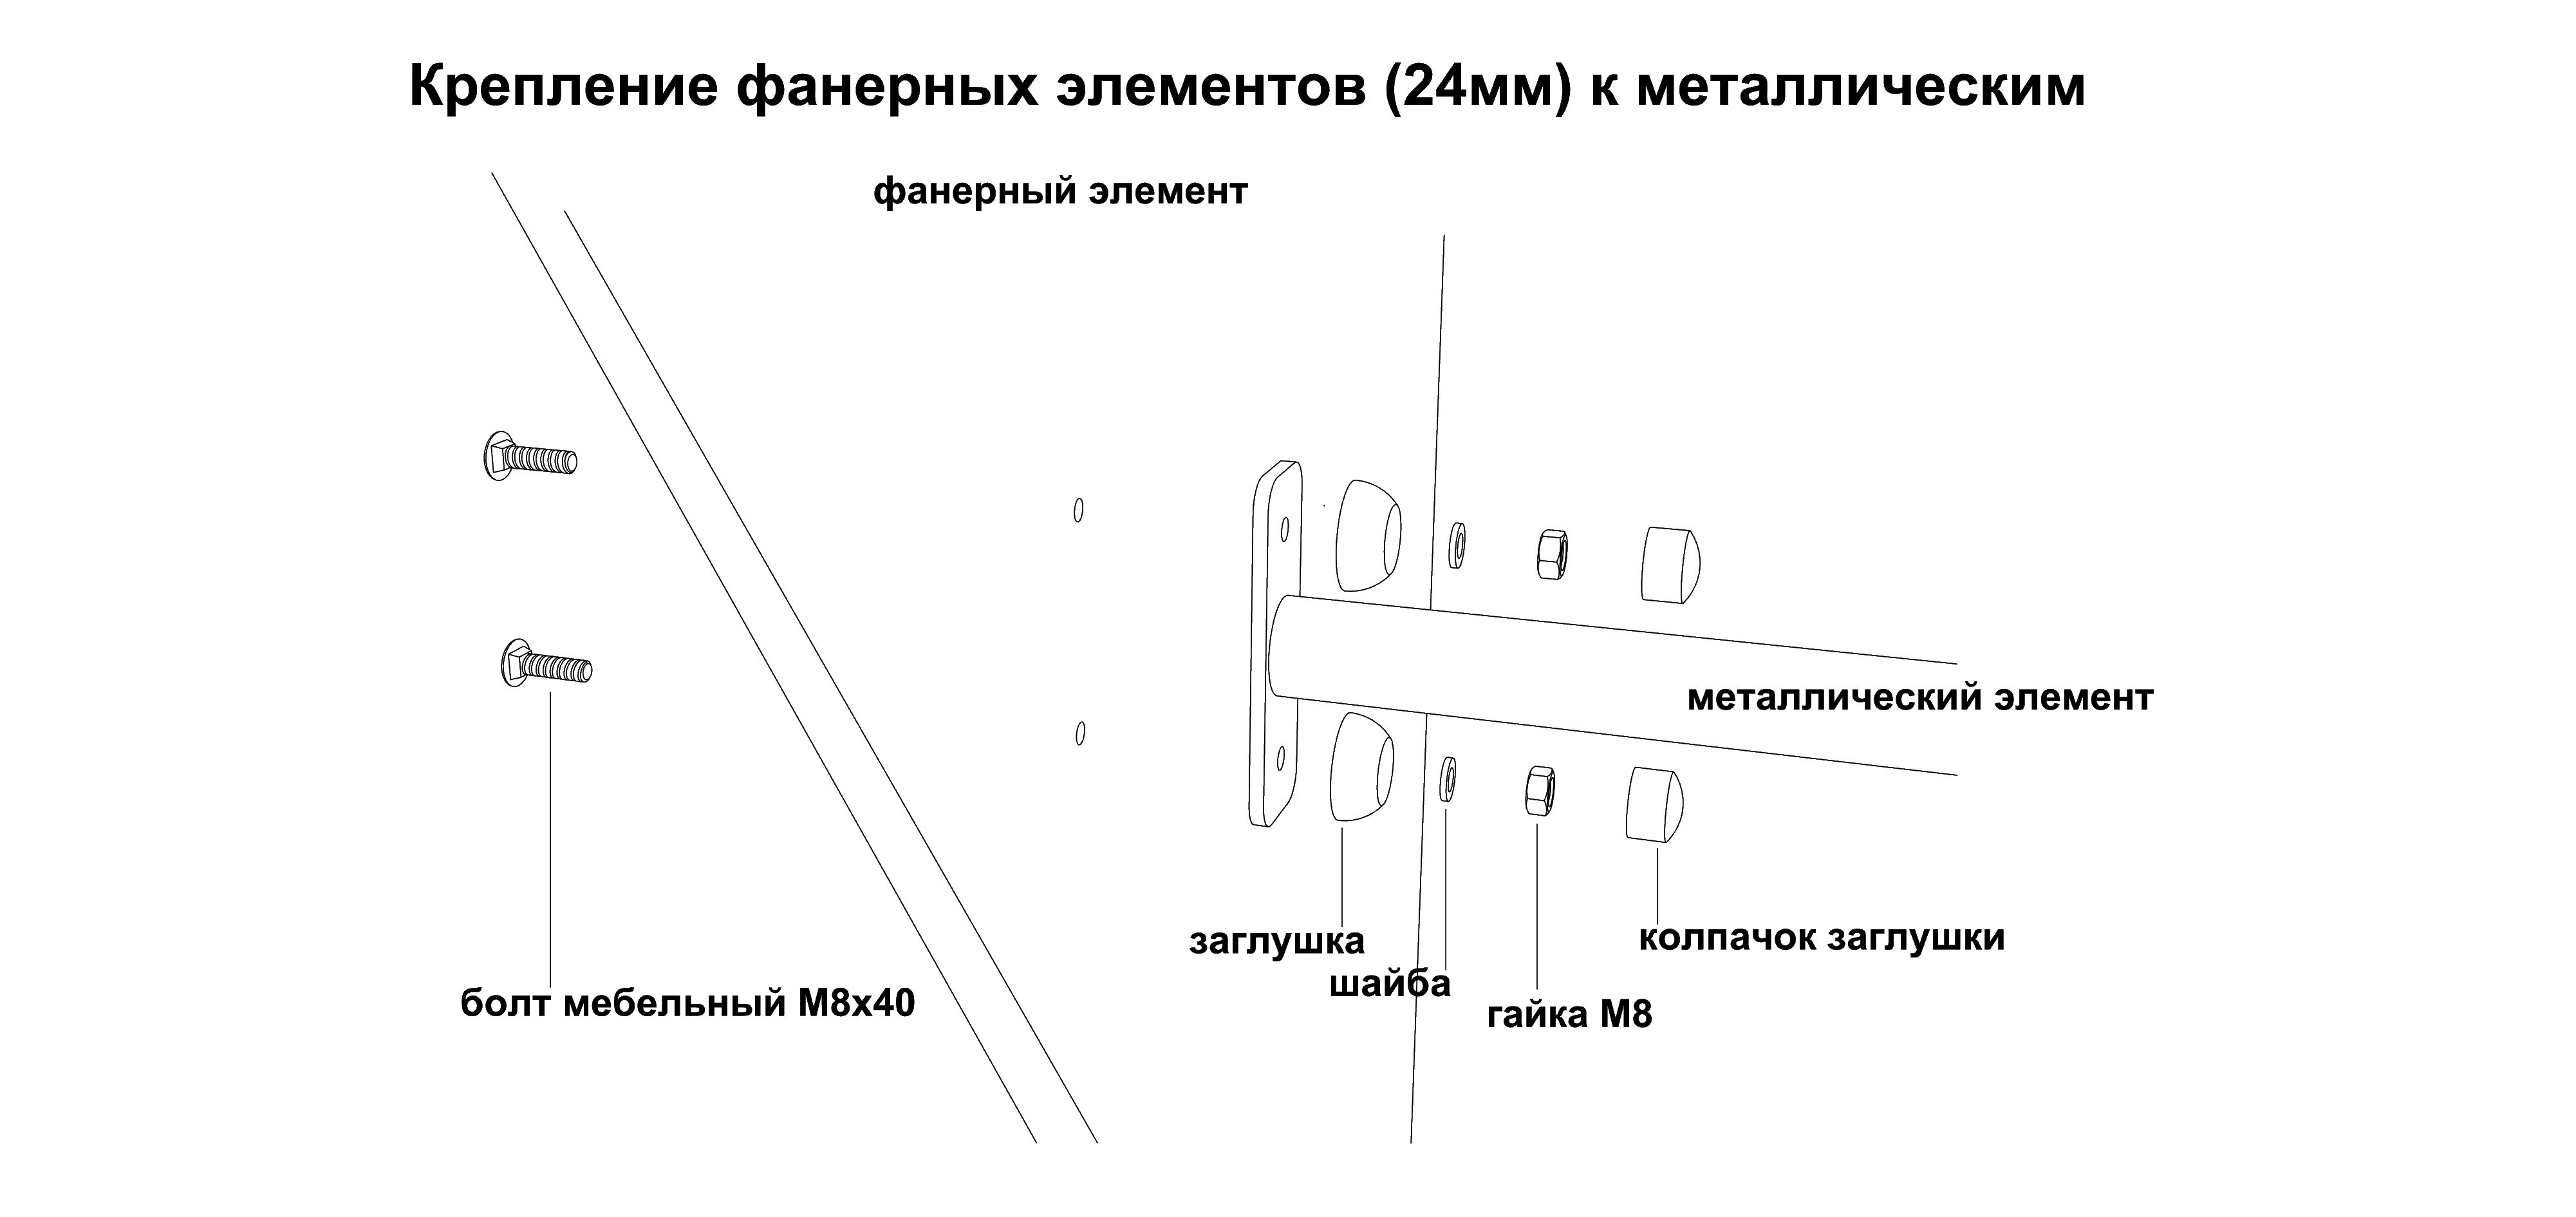 Крепление фанерных элементов (24мм) к металлическим
фанерный элемент
металлический элемент
заглушка
колпачок заглушки
шайба
болт мебельный М8х40
гайка М8